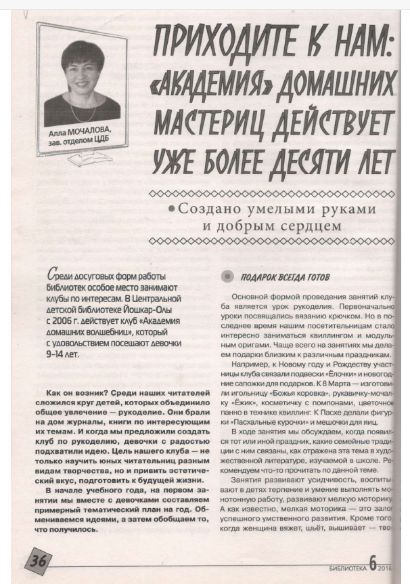 ПРИХОДИТЕ К НАМ:
«АКАДЕМИЯ» ДОМАШНИХ
МАСТЕРИЦ ДЕЙСТВУЕТ
УЖЕ БОЛЕЕ ДЕСЯТИ ЛЕТ
Алла МОЧАЛОВА,
зав. отделом ЦДБ
•Создано умелыми руками
и добрым сердцем
Среди досуговых форм работы
библиотек особое место занимают
клубы по интересам. В Центральной
детской библиотеке Йошкар-Олы
с 2006 г. действует клуб «Академия
домашних волшебниц», который
с удовольствием посещают девочки
9–14 лет.
Как он возник? Среди наших читателей
сложился круг детей, которых объединило
общее увлечение — рукоделие. Они брали
на дом журналы, книги по интересующим
их темам. И когда мы предложили создать
клуб по рукоделию, девочки с радостью
подхватили идею. Цель нашего клуба — не
только научить юных читательниц разным
видам творчества, но и привить эстетичес-
кий вкус, подготовить к будущей жизни.
В начале учебного года, на первом за-
нятии мы вместе с девочками составляем
примерный тематический план на год. Об-
мениваемся идеями, а затем обобщаем то,
что получилось.
ПОДАРОК ВСЕГДА ГОТОВ
Основной формой проведения занятий клу-
ба является урок рукоделия. Первоначально
уроки посвящались вязанию крючком. Но в по-
следнее время нашим посетительницам стало
интересно заниматься квиллингом и модуль-
ным оригами. Чаще всего на занятиях мы дела-
ем подарки близким к различным праздникам.
Например, к Новому году и Рождеству участ-
ницы клуба связали подвески «Ёлочки» и новогод-
ние сапожки для подарков. К 8 Марта — изготови-
ли игольницу «Божья коровка», рукавичку-мочал-
ку «Ёжик», косметичку с помпонами, цветочное
панно в технике квиллинг. К Пасхе делали фигур-
ки «Пасхальные курочки» и мешочки для яиц.
В ходе занятия мы обсуждаем, когда появил-
ся тот или иной праздник, какие семейные тради-
ции с ним связаны, как отражена эта тема в худо-
жественной литературе, изучаемой в школе. Ре-
комендуем что-то прочитать по данной теме.
Занятия развивают усидчивость, воспиты-
вают в детях терпение и умение выполнять мо-
нотонную работу, развивают мелкую моторику.
А как известно, мелкая моторика — это залог
успешного умственного развития. Кроме того,
когда женщина вяжет, шьёт, вышивает — тво-
36
БИБЛИОТЕКА 6